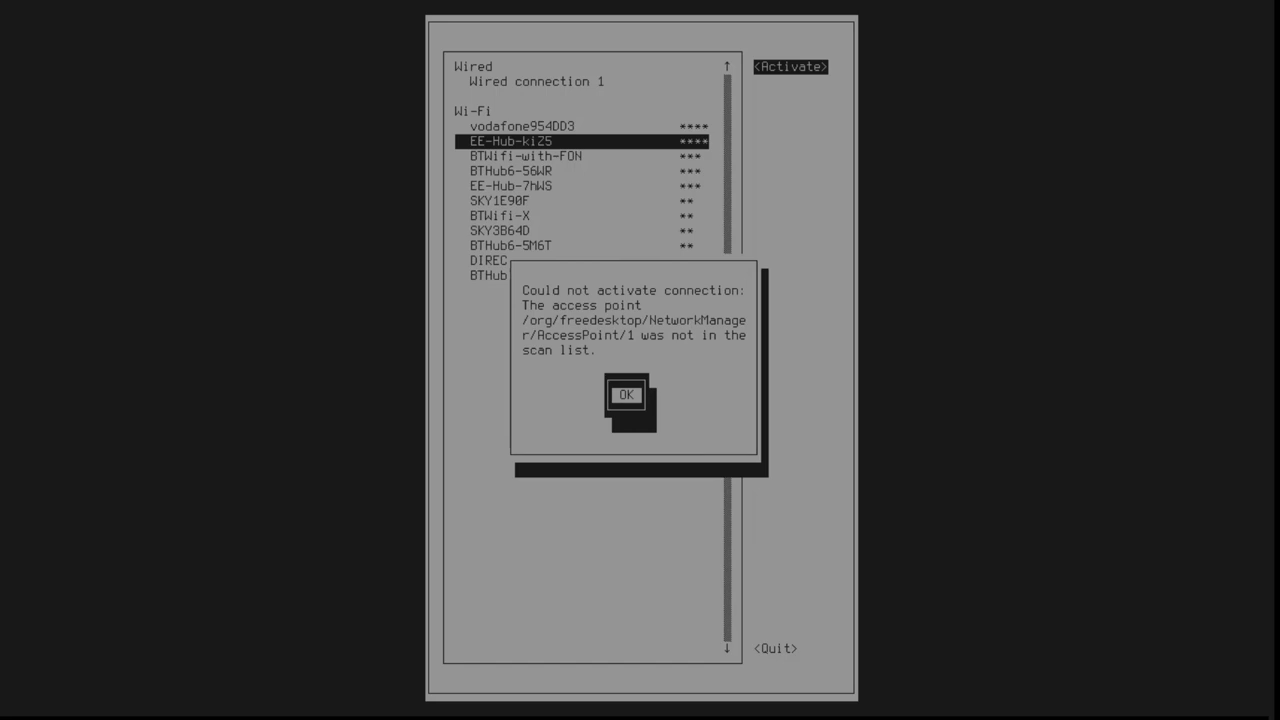 Wired
Wired connection 1
<Activate>
Wi-Fi
vodafone954DD3 ****
EE-Hub-kiZ5 ****
BTWifi-with-FON ***
BTHub6-56WR ***
EE-Hub-7hWS ***
SKY1E90F **
BTWifi-X **
SKY3B64D **
BTHub6-5M6T **
DIREC
BTHub
Could not activate connection:
The access point
/org/freedesktop/NetworkManage
r/AccessPoint/1 was not in the
scan list.
OK
<Quit>